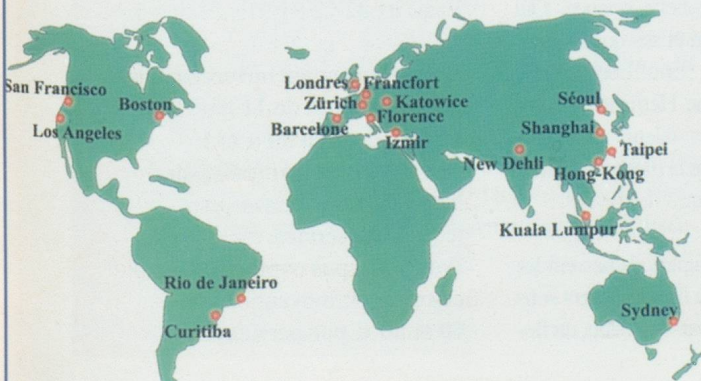 San Francisco
Boston
Los Angeles
Londres
Francfort
Zürich
Katowice
Barcelone
Florence
Izmir
Séoul
Shanghai
Taipei
New Dehli
Hong-Kong
Kuala Lumpur
Rio de Janeiro
Curitiba
Sydney